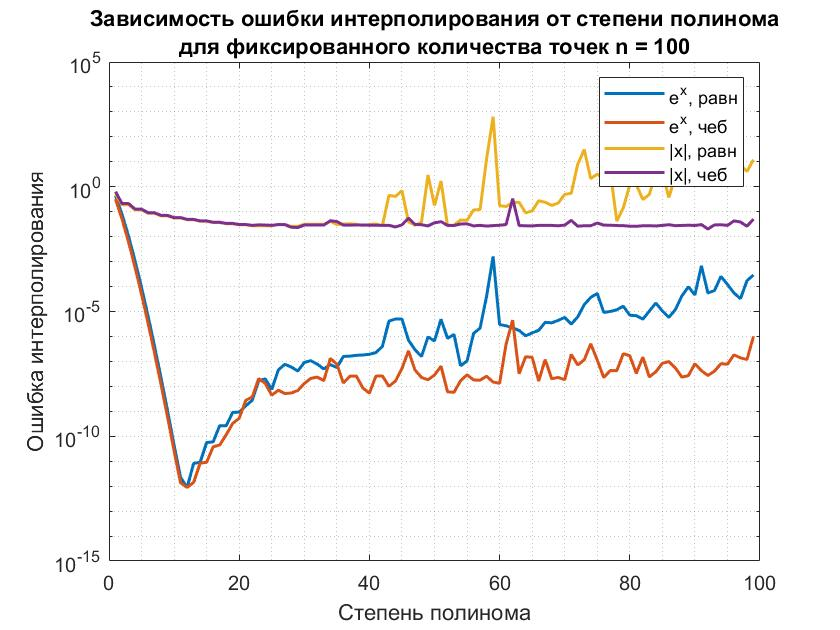 Зависимость ошибки интерполирования от степени полинома
для фиксированного количества точек n = 100
10^5
10^0
10^-5
10^-10
10^-15
Ошибка интерполирования
e^x, равн
e^x, чеб
|x|, равн
|x|, чеб
0 20 40 60 80 100
Степень полинома